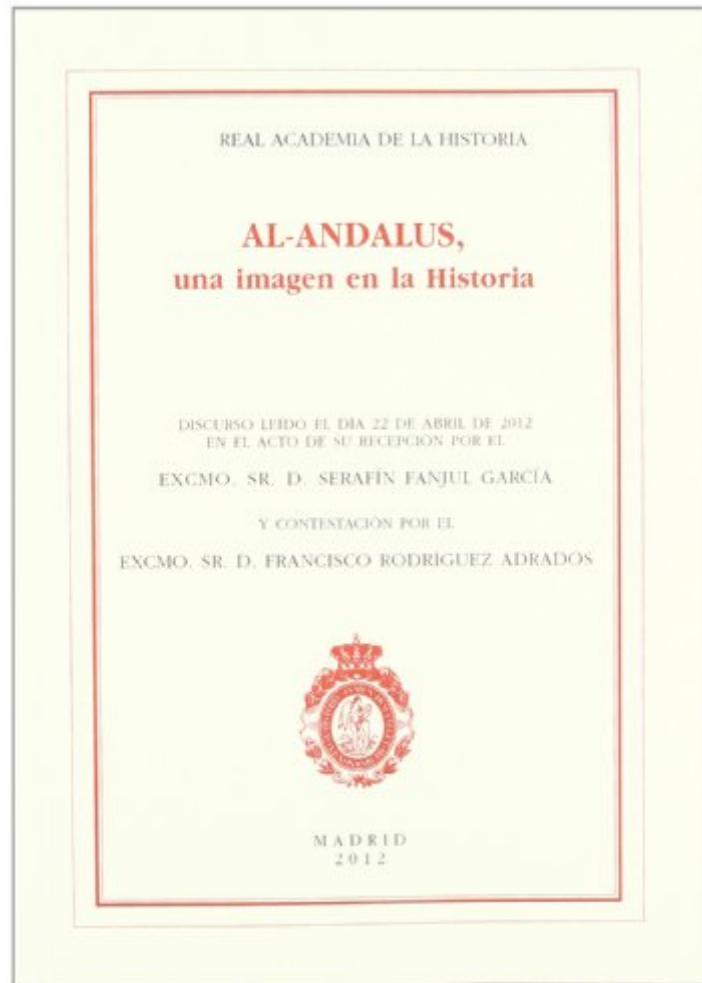 REAL ACADEMIA DE LA HISTORIA
AL-ANDALUS,
una imagen en la Historia
DISCURSO LEÍDO EL DÍA 22 DE ABRIL DE 2012
EN EL ACTO DE SU RECEPCIÓN POR EL
EXCMO. SR. D. SERAFÍN FANJUL GARCÍA
Y CONTESTACIÓN POR EL
EXCMO. SR. D. FRANCISCO RODRÍGUEZ ADRADOS
MADRID
2012